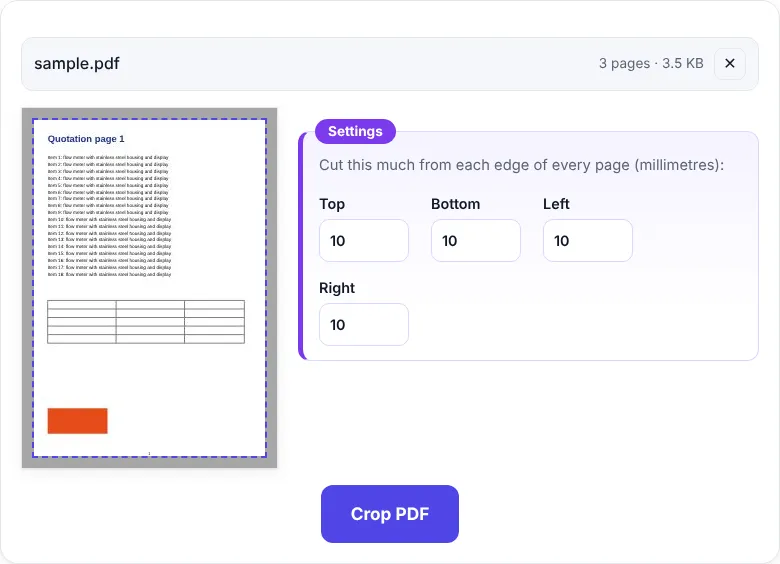 sample.pdf
3 pages · 3.5 KB ✕
Quotation page 1
Item 1: flow meter with stainless steel housing and display
Item 2: flow meter with stainless steel housing and display
Item 3: flow meter with stainless steel housing and display
Item 4: flow meter with stainless steel housing and display
Item 5: flow meter with stainless steel housing and display
Item 6: flow meter with stainless steel housing and display
Item 7: flow meter with stainless steel housing and display
Item 8: flow meter with stainless steel housing and display
Item 9: flow meter with stainless steel housing and display
Item 10: flow meter with stainless steel housing and display
Item 11: flow meter with stainless steel housing and display
Item 12: flow meter with stainless steel housing and display
Item 13: flow meter with stainless steel housing and display
Item 14: flow meter with stainless steel housing and display
Item 15: flow meter with stainless steel housing and display
Item 16: flow meter with stainless steel housing and display
Item 17: flow meter with stainless steel housing and display
Item 18: flow meter with stainless steel housing and display
1
Settings
Cut this much from each edge of every page (millimetres):
Top Bottom Left
10 10 10
Right
10
Crop PDF